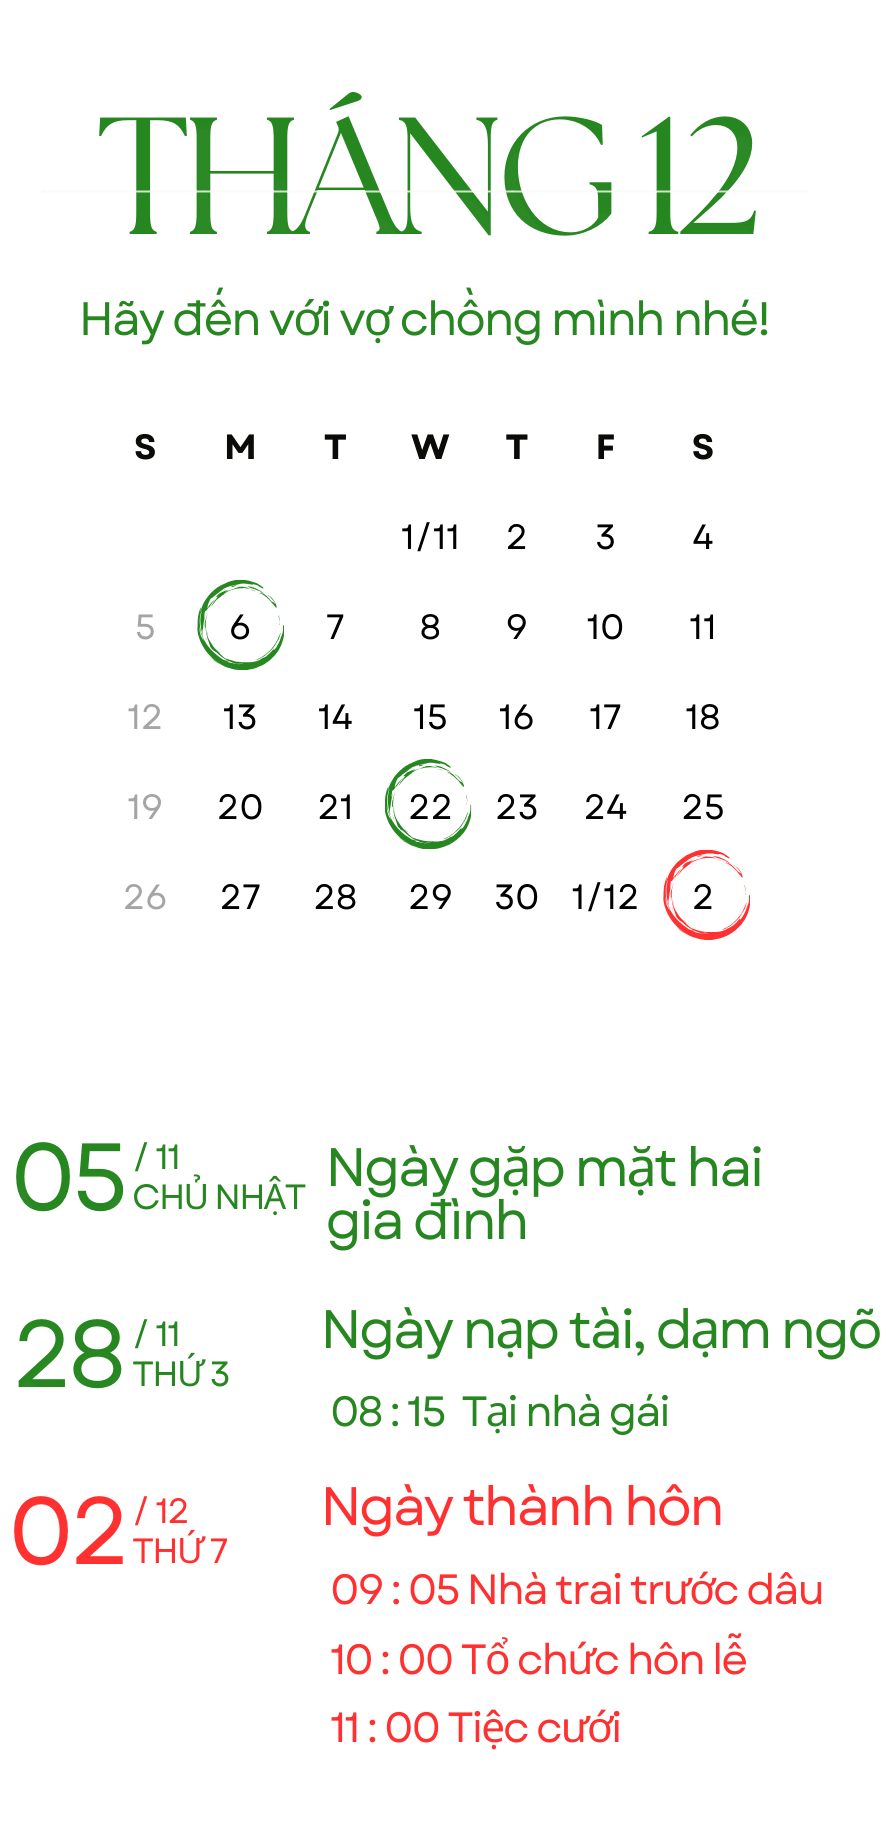 THÁNG 12
Hãy đến với vợ chồng mình nhé!
S M T W T F S
1/11 2 3 4
5 6 7 8 9 10 11
12 13 14 15 16 17 18
19 20 21 22 23 24 25
26 27 28 29 30 1/12 2
05 / 11
CHỦ NHẬT
Ngày gặp mặt hai
gia đình
28 / 11
THỨ 3
Ngày nạp tài, dạm ngõ
08 : 15 Tại nhà gái
02 / 12
THỨ 7
Ngày thành hôn
09 : 05 Nhà trai trước dâu
10 : 00 Tổ chức hôn lễ
11 : 00 Tiệc cưới